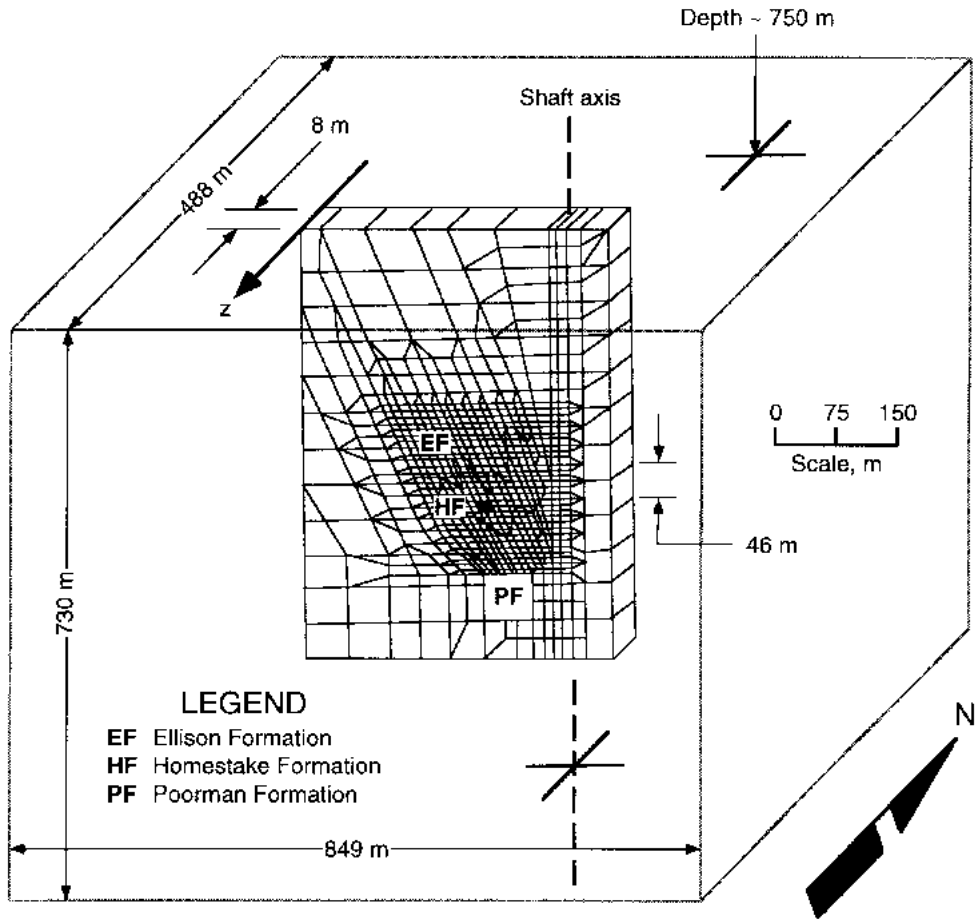 Depth ~ 750 m
Shaft axis
8 m
488 m
z
0 75 150
Scale, m
EF
HF
46 m
PF
730 m
LEGEND
EF Ellison Formation
HF Homestake Formation
PF Poorman Formation
N
849 m